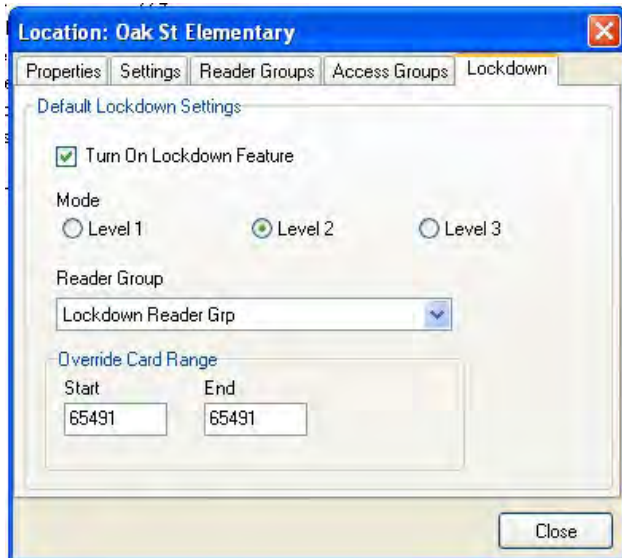 Location: Oak St Elementary
Properties Settings Reader Groups Access Groups Lockdown
Default Lockdown Settings
Turn On Lockdown Feature
Mode
Level 1 Level 2 Level 3
Reader Group
Lockdown Reader Grp
Override Card Range
Start End
65491 65491
Close